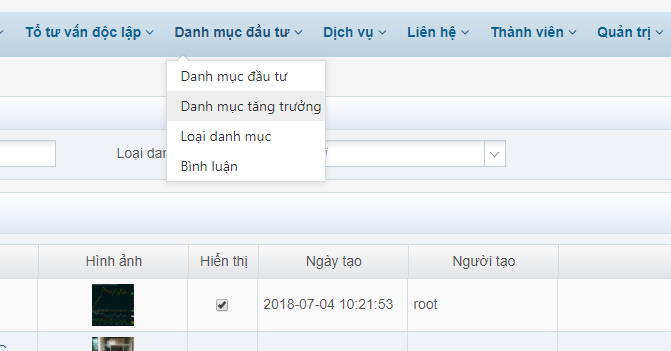 Tổ tư vấn độc lập Danh mục đầu tư Dịch vụ Liên hệ Thành viên Quản trị
Danh mục đầu tư
Danh mục tăng trưởng
Loại danh
Loại danh mục
Bình luận
Hình ảnh Hiển thị Ngày tạo Người tạo
2018-07-04 10:21:53 root